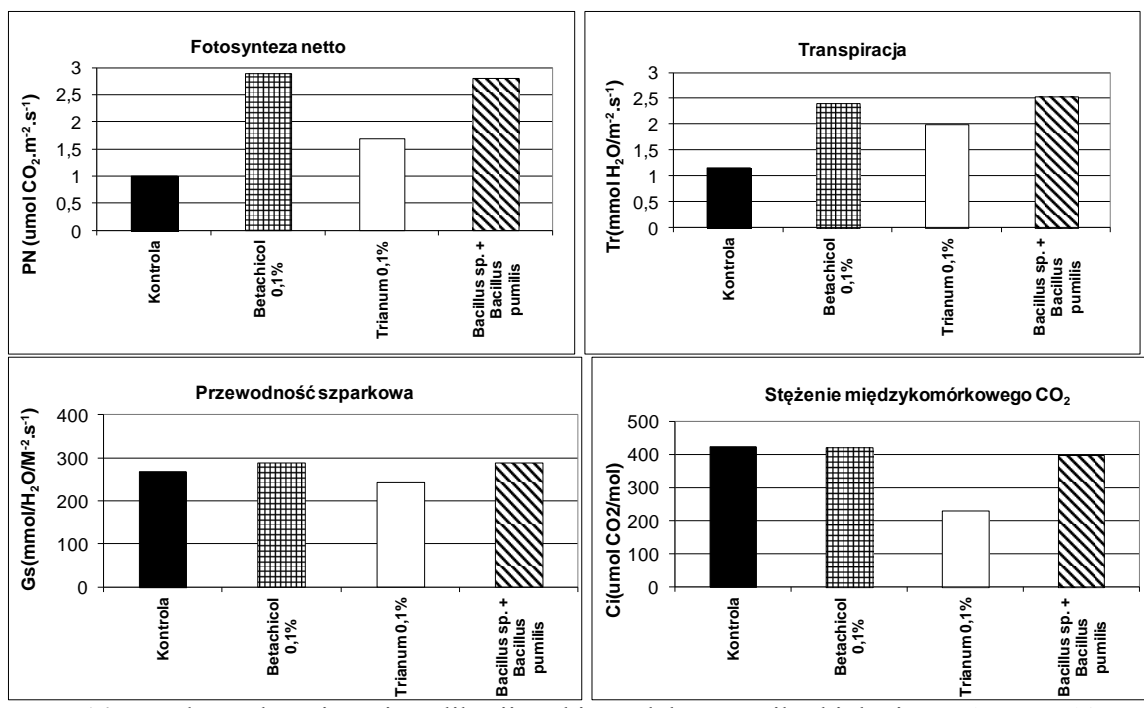 Fotosynteza netto
PN (umol CO₂.m⁻².s⁻¹)
3
2,5
2
1,5
1
0,5
0
Kontrola
Betachicol
0,1%
Trianum 0,1%
Bacillus sp. +
Bacillus
pumilis
Transpiracja
Tr(mmol H₂O/m⁻².s⁻¹)
3
2,5
2
1,5
1
0,5
0
Kontrola
Betachicol
0,1%
Trianum 0,1%
Bacillus sp. +
Bacillus
pumilis
Przewodność szparkowa
Gs(mmol/H₂O/M⁻².s⁻¹)
400
300
200
100
0
Kontrola
Betachicol
0,1%
Trianum 0,1%
Bacillus sp. +
Bacillus
pumilis
Stężenie międzykomórkowego CO₂
Ci(umol CO2/mol)
500
400
300
200
100
0
Kontrola
Betachicol
0,1%
Trianum 0,1%
Bacillus sp. +
Bacillus
pumilis